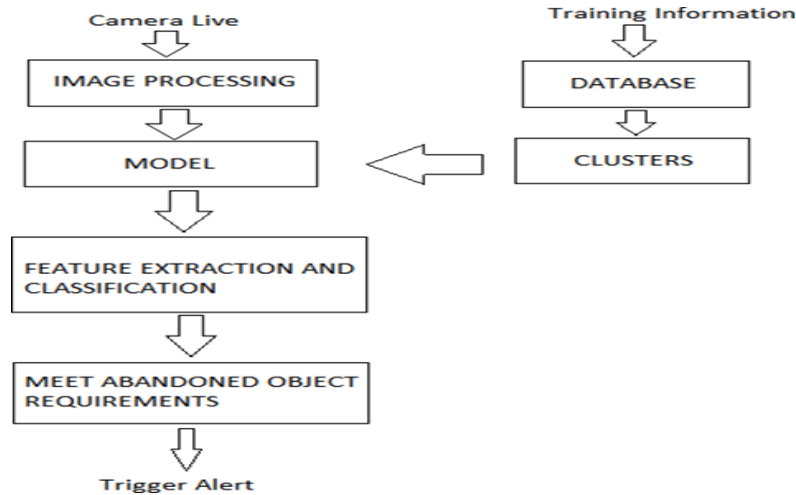 Camera Live
IMAGE PROCESSING
MODEL
FEATURE EXTRACTION AND
CLASSIFICATION
MEET ABANDONED OBJECT
REQUIREMENTS
Trigger Alert
Training Information
DATABASE
CLUSTERS